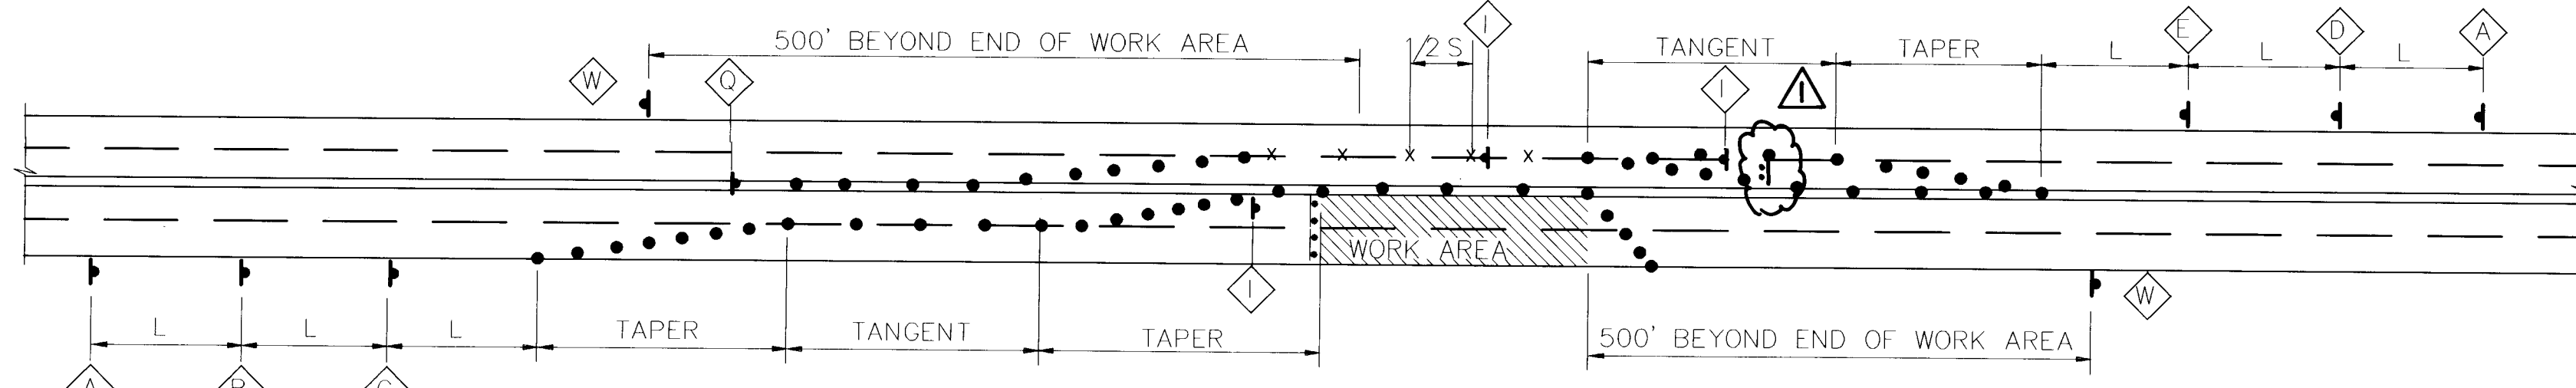 500' BEYOND END OF WORK AREA
1/2 S
I
TANGENT
TAPER
L
E
L
D
L
A
W
Q
I
1
x x x x x
WORK AREA
I
W
L
L
L
TAPER
TANGENT
TAPER
500' BEYOND END OF WORK AREA
A
B
C